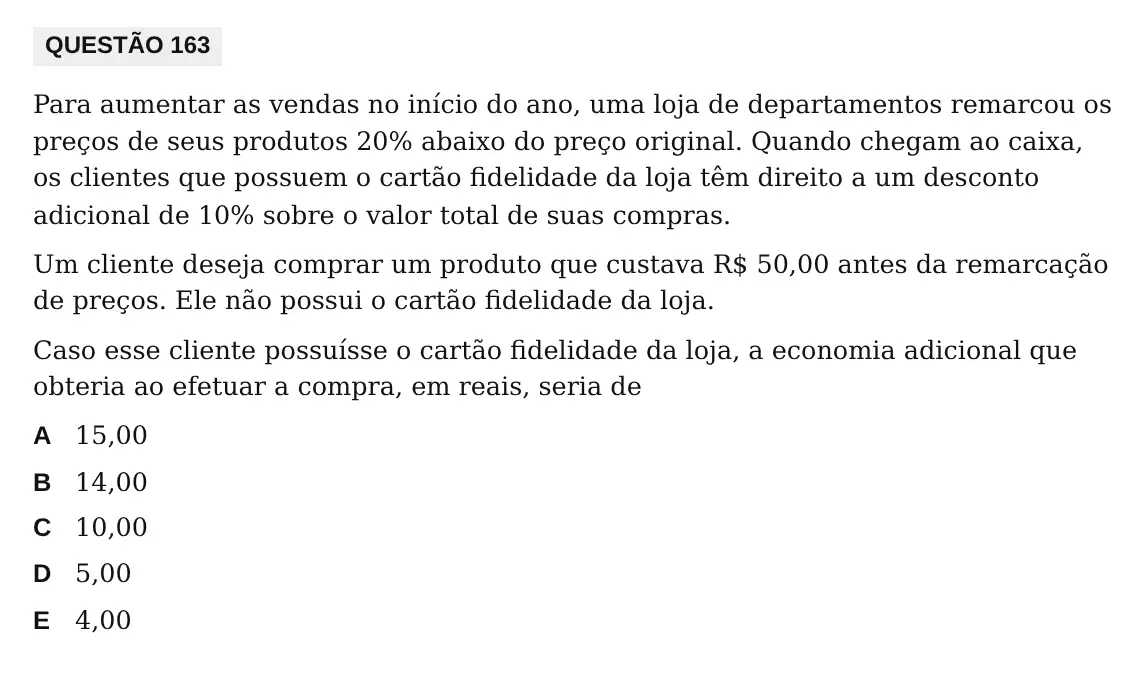 QUESTÃO 163
Para aumentar as vendas no início do ano, uma loja de departamentos remarcou os
preços de seus produtos 20% abaixo do preço original. Quando chegam ao caixa,
os clientes que possuem o cartão fidelidade da loja têm direito a um desconto
adicional de 10% sobre o valor total de suas compras.
Um cliente deseja comprar um produto que custava R$ 50,00 antes da remarcação
de preços. Ele não possui o cartão fidelidade da loja.
Caso esse cliente possuísse o cartão fidelidade da loja, a economia adicional que
obteria ao efetuar a compra, em reais, seria de
A 15,00
B 14,00
C 10,00
D 5,00
E 4,00